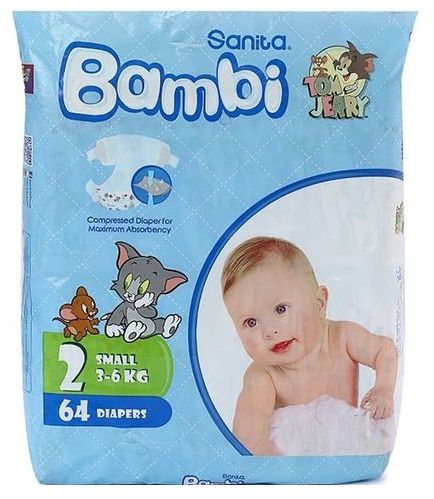 Sanita
Bambi
TOM
AND
JERRY
Compressed Diaper for
Maximum Absorbency
2
SMALL
3-6 KG
64 DIAPERS
Sanita
Bambi